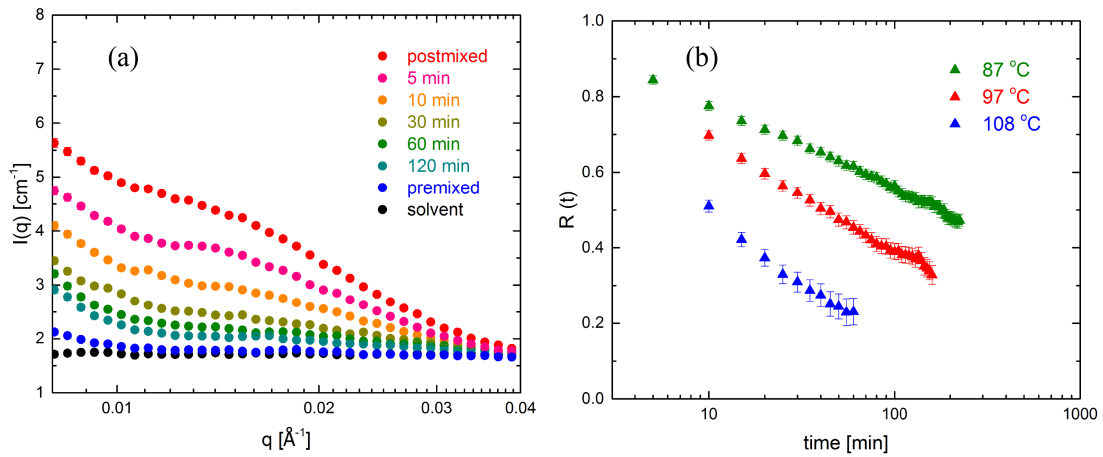 (a)
postmixed
5 min
10 min
30 min
60 min
120 min
premixed
solvent
8
7
6
5
4
3
2
1
I(q) [cm⁻¹]
0.01
0.02
0.03
0.04
q [Å⁻¹]
(b)
87 °C
97 °C
108 °C
1.0
0.8
0.6
0.4
0.2
0.0
R (t)
10
100
1000
time [min]